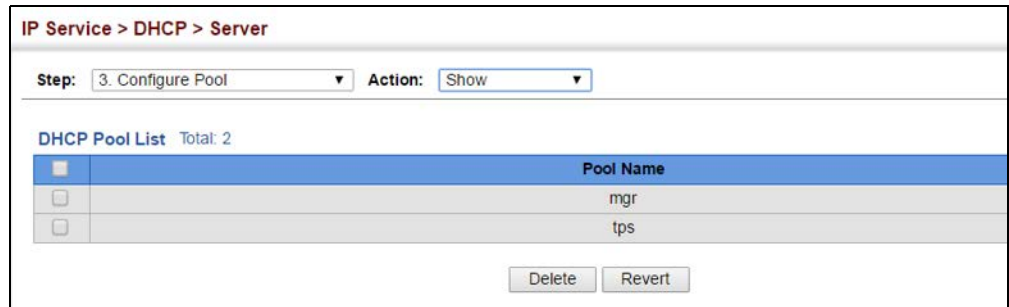 IP Service > DHCP > Server
Step: 3. Configure Pool Action: Show
DHCP Pool List Total: 2
Pool Name
mgr
tps
Delete Revert